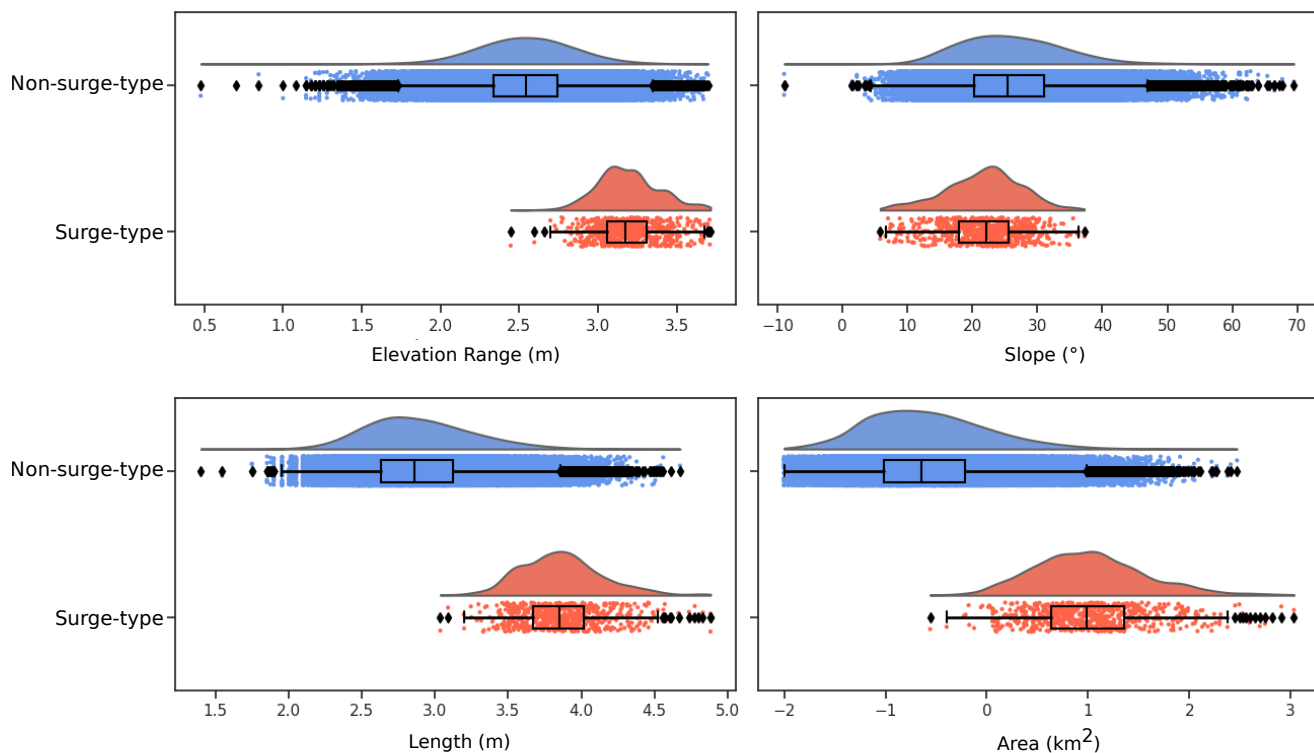 Non-surge-type
Surge-type
0.5 1.0 1.5 2.0 2.5 3.0 3.5
Elevation Range (m)
−10 0 10 20 30 40 50 60 70
Slope (°)
Non-surge-type
Surge-type
1.5 2.0 2.5 3.0 3.5 4.0 4.5 5.0
Length (m)
−2 −1 0 1 2 3
Area (km²)